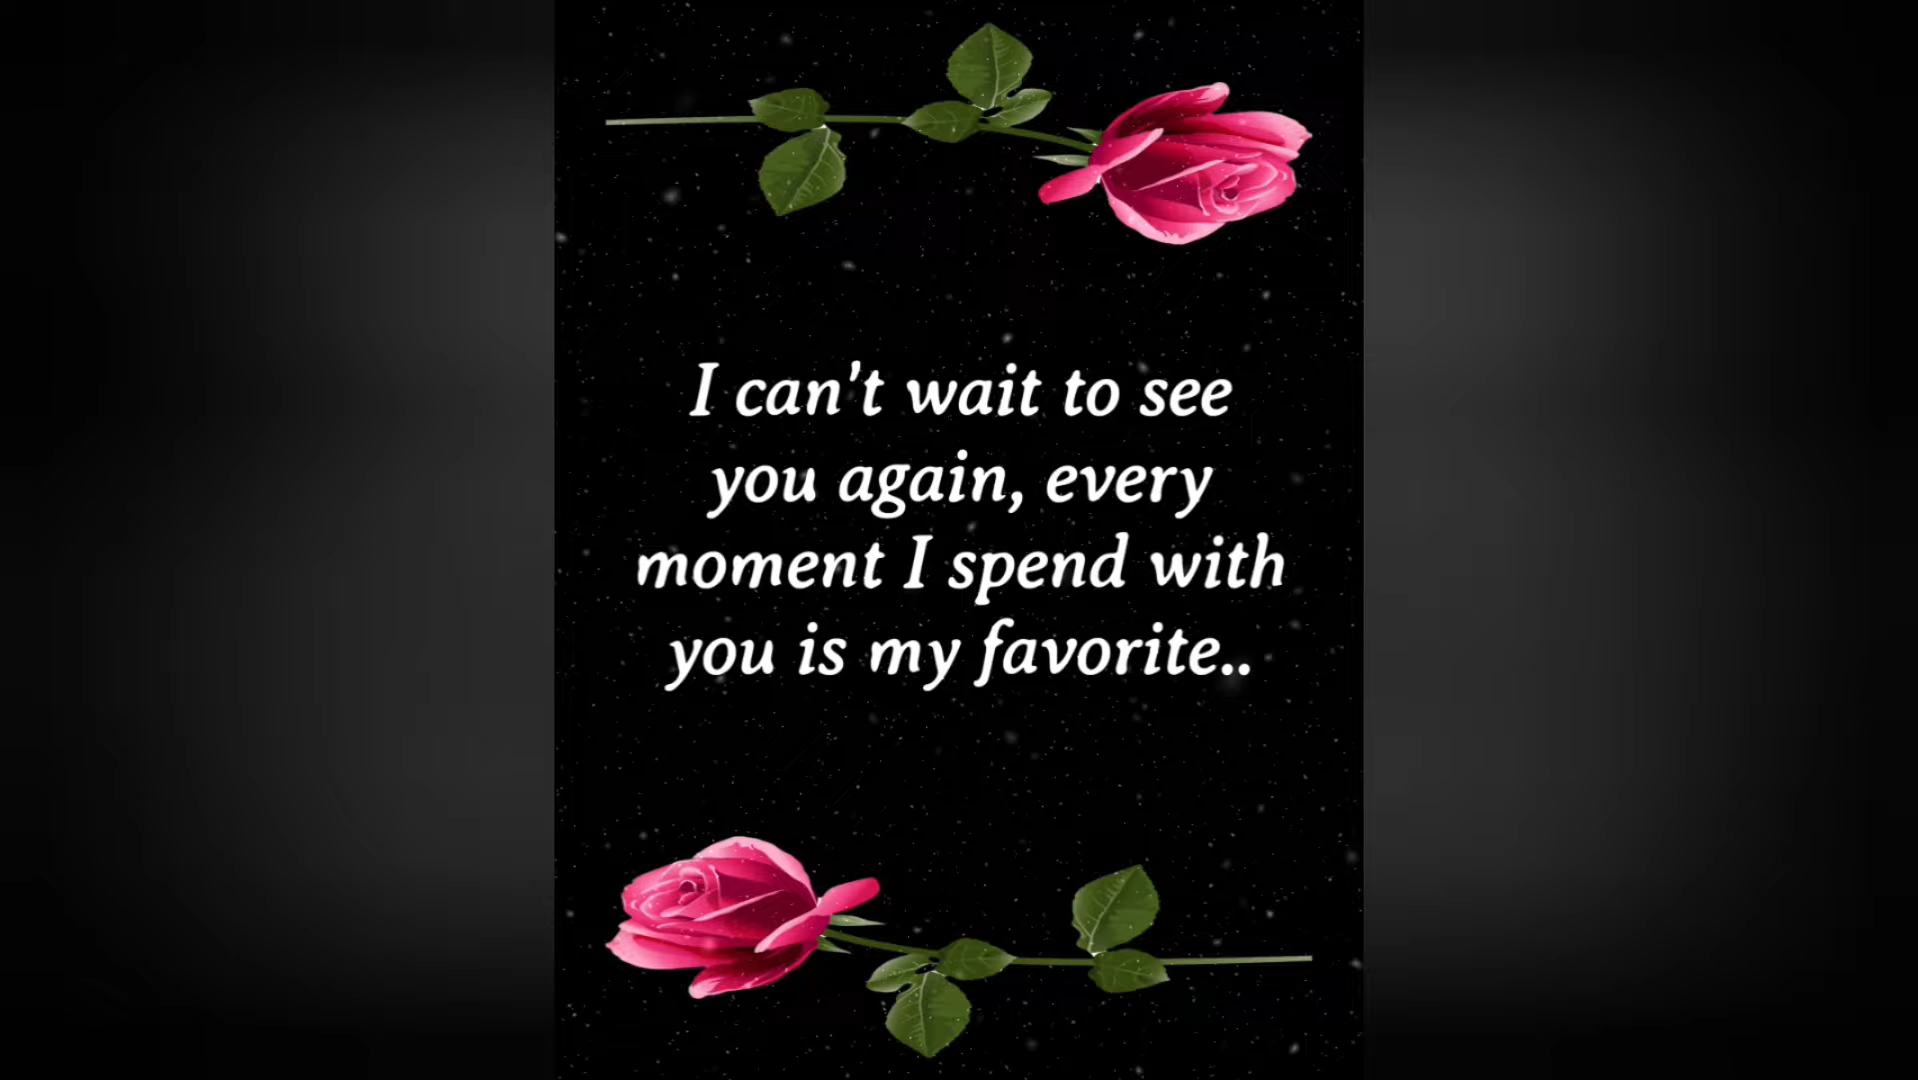 I can't wait to see
you again, every
moment I spend with
you is my favorite..